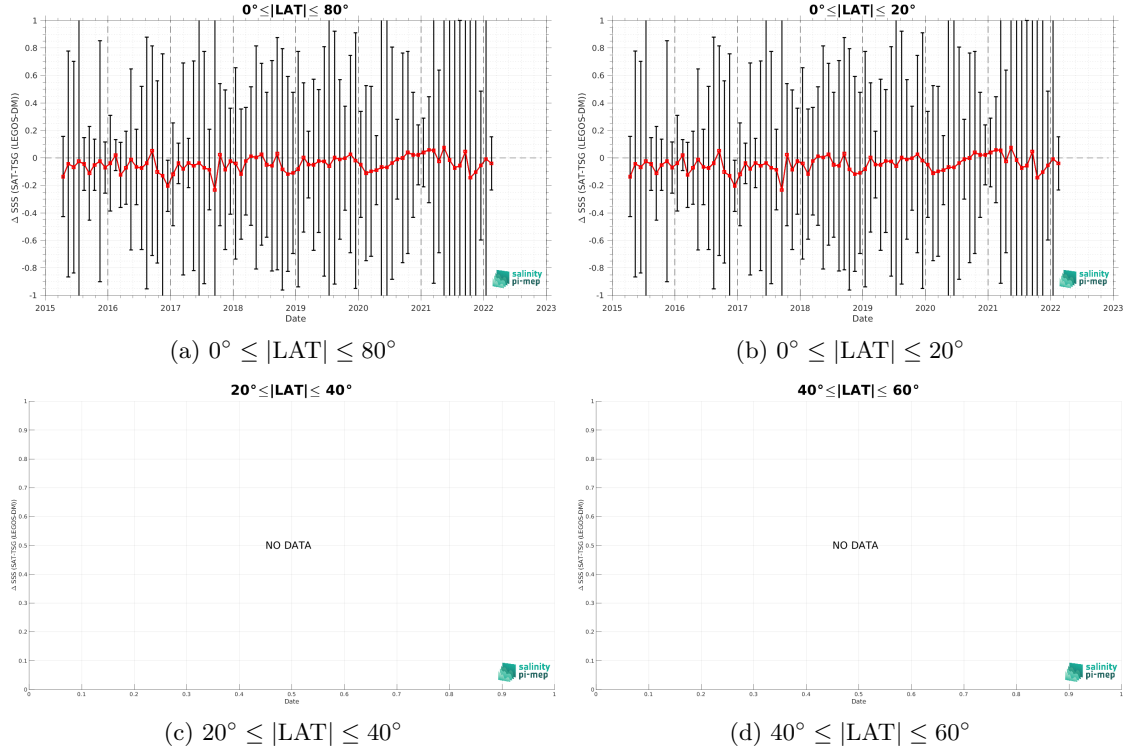 0°≤|LAT|≤ 80°
Δ SSS (SAT-TSG (LEGOS-DM))
1
0.8
0.6
0.4
0.2
0
-0.2
-0.4
-0.6
-0.8
-1
2015 2016 2017 2018 2019 2020 2021 2022 2023
Date
salinity
pi-mep
(a) 0° ≤ |LAT| ≤ 80°
0°≤|LAT|≤ 20°
Δ SSS (SAT-TSG (LEGOS-DM))
1
0.8
0.6
0.4
0.2
0
-0.2
-0.4
-0.6
-0.8
-1
2015 2016 2017 2018 2019 2020 2021 2022 2023
Date
salinity
pi-mep
(b) 0° ≤ |LAT| ≤ 20°
20°≤|LAT|≤ 40°
Δ SSS (SAT-TSG (LEGOS-DM))
1
0.9
0.8
0.7
0.6
0.5
0.4
0.3
0.2
0.1
0
NO DATA
0 0.1 0.2 0.3 0.4 0.5 0.6 0.7 0.8 0.9 1
Date
salinity
pi-mep
(c) 20° ≤ |LAT| ≤ 40°
40°≤|LAT|≤ 60°
Δ SSS (SAT-TSG (LEGOS-DM))
1
0.9
0.8
0.7
0.6
0.5
0.4
0.3
0.2
0.1
0
NO DATA
0 0.1 0.2 0.3 0.4 0.5 0.6 0.7 0.8 0.9 1
Date
salinity
pi-mep
(d) 40° ≤ |LAT| ≤ 60°